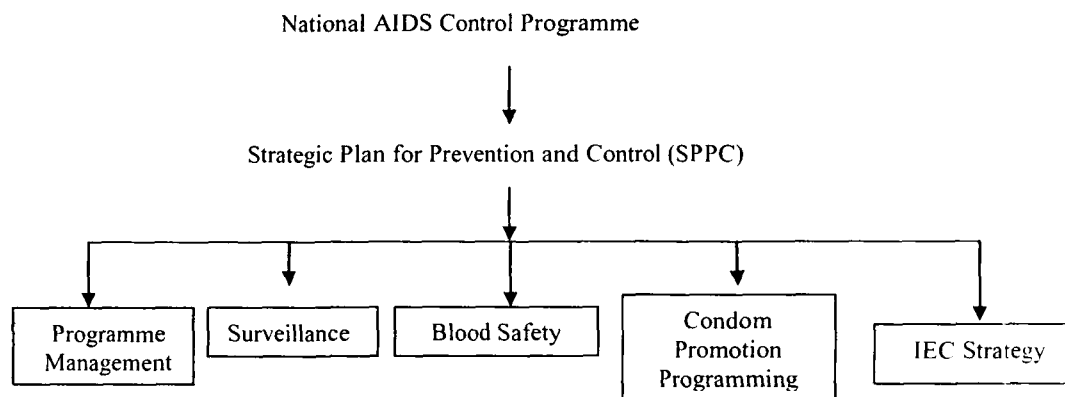 National AIDS Control Programme
Strategic Plan for Prevention and Control (SPPC)
Programme
Management
Surveillance
Blood Safety
Condom
Promotion
Programming
IEC Strategy